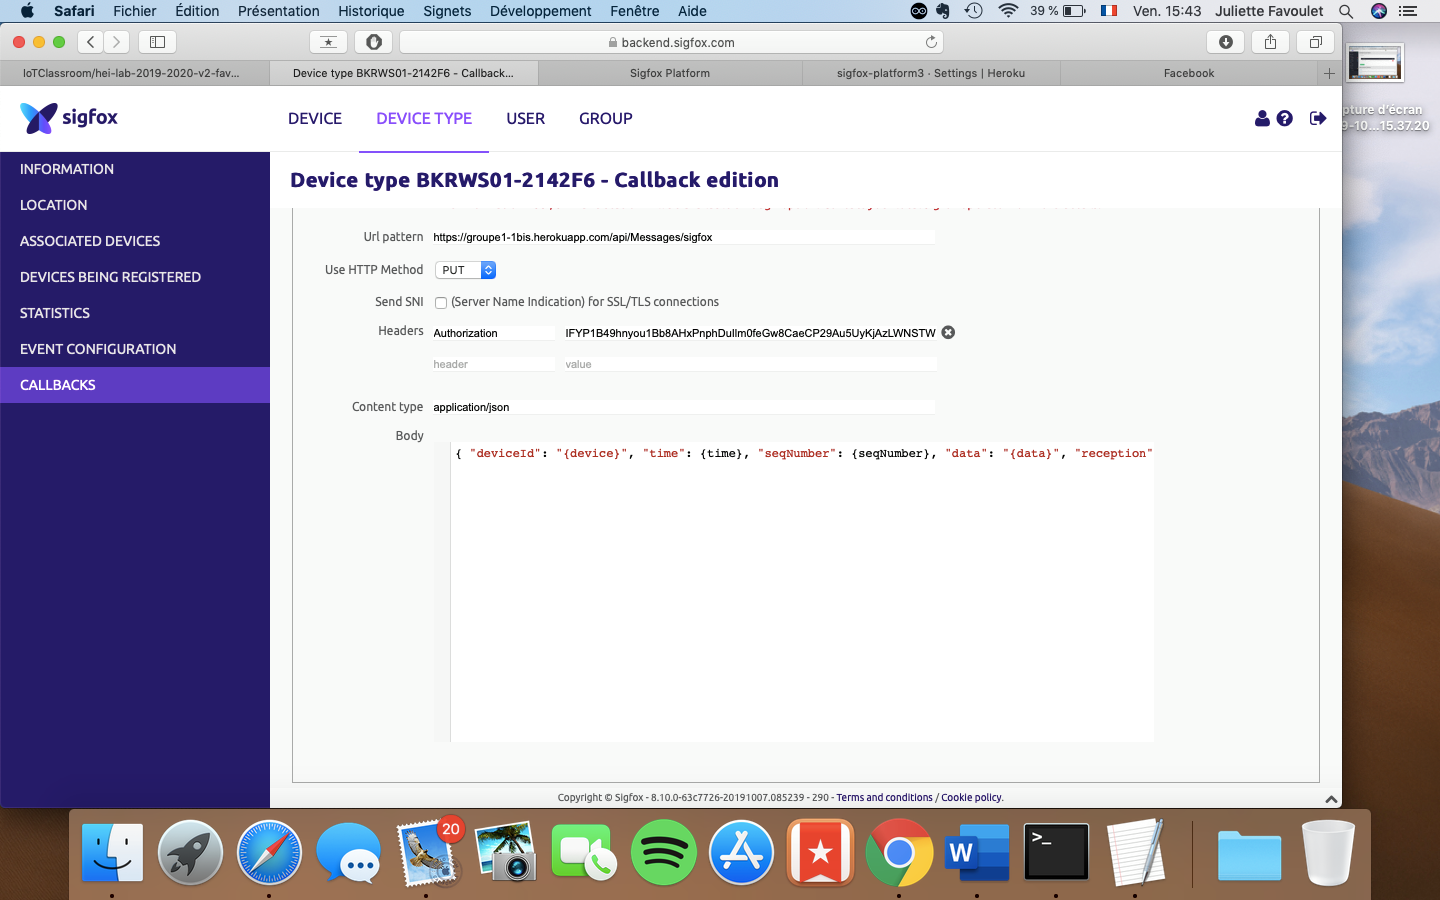 Safari Fichier Édition Présentation Historique Signets Développement Fenêtre Aide 39 % Ven. 15:43 Juliette Favoulet
backend.sigfox.com
IoTClassroom/hei-lab-2019-2020-v2-fav... Device type BKRWS01-2142F6 - Callback... Sigfox Platform sigfox-platform3 · Settings | Heroku Facebook
pture d'écran
9-10...15.37.20
sigfox DEVICE DEVICE TYPE USER GROUP
INFORMATION
LOCATION
ASSOCIATED DEVICES
DEVICES BEING REGISTERED
STATISTICS
EVENT CONFIGURATION
CALLBACKS
Device type BKRWS01-2142F6 - Callback edition
Url pattern https://groupe1-1bis.herokuapp.com/api/Messages/sigfox
Use HTTP Method PUT
Send SNI (Server Name Indication) for SSL/TLS connections
Headers Authorization IFYP1B49hnyou1Bb8AHxPnphDullm0feGw8CaeCP29Au5UyKjAzLWNSTW
header value
Content type application/json
Body
{ "deviceId": "{device}", "time": {time}, "seqNumber": {seqNumber}, "data": "{data}", "reception"
Copyright © Sigfox - 8.10.0-63c7726-20191007.085239 - 290 - Terms and conditions / Cookie policy.
20
W
>_